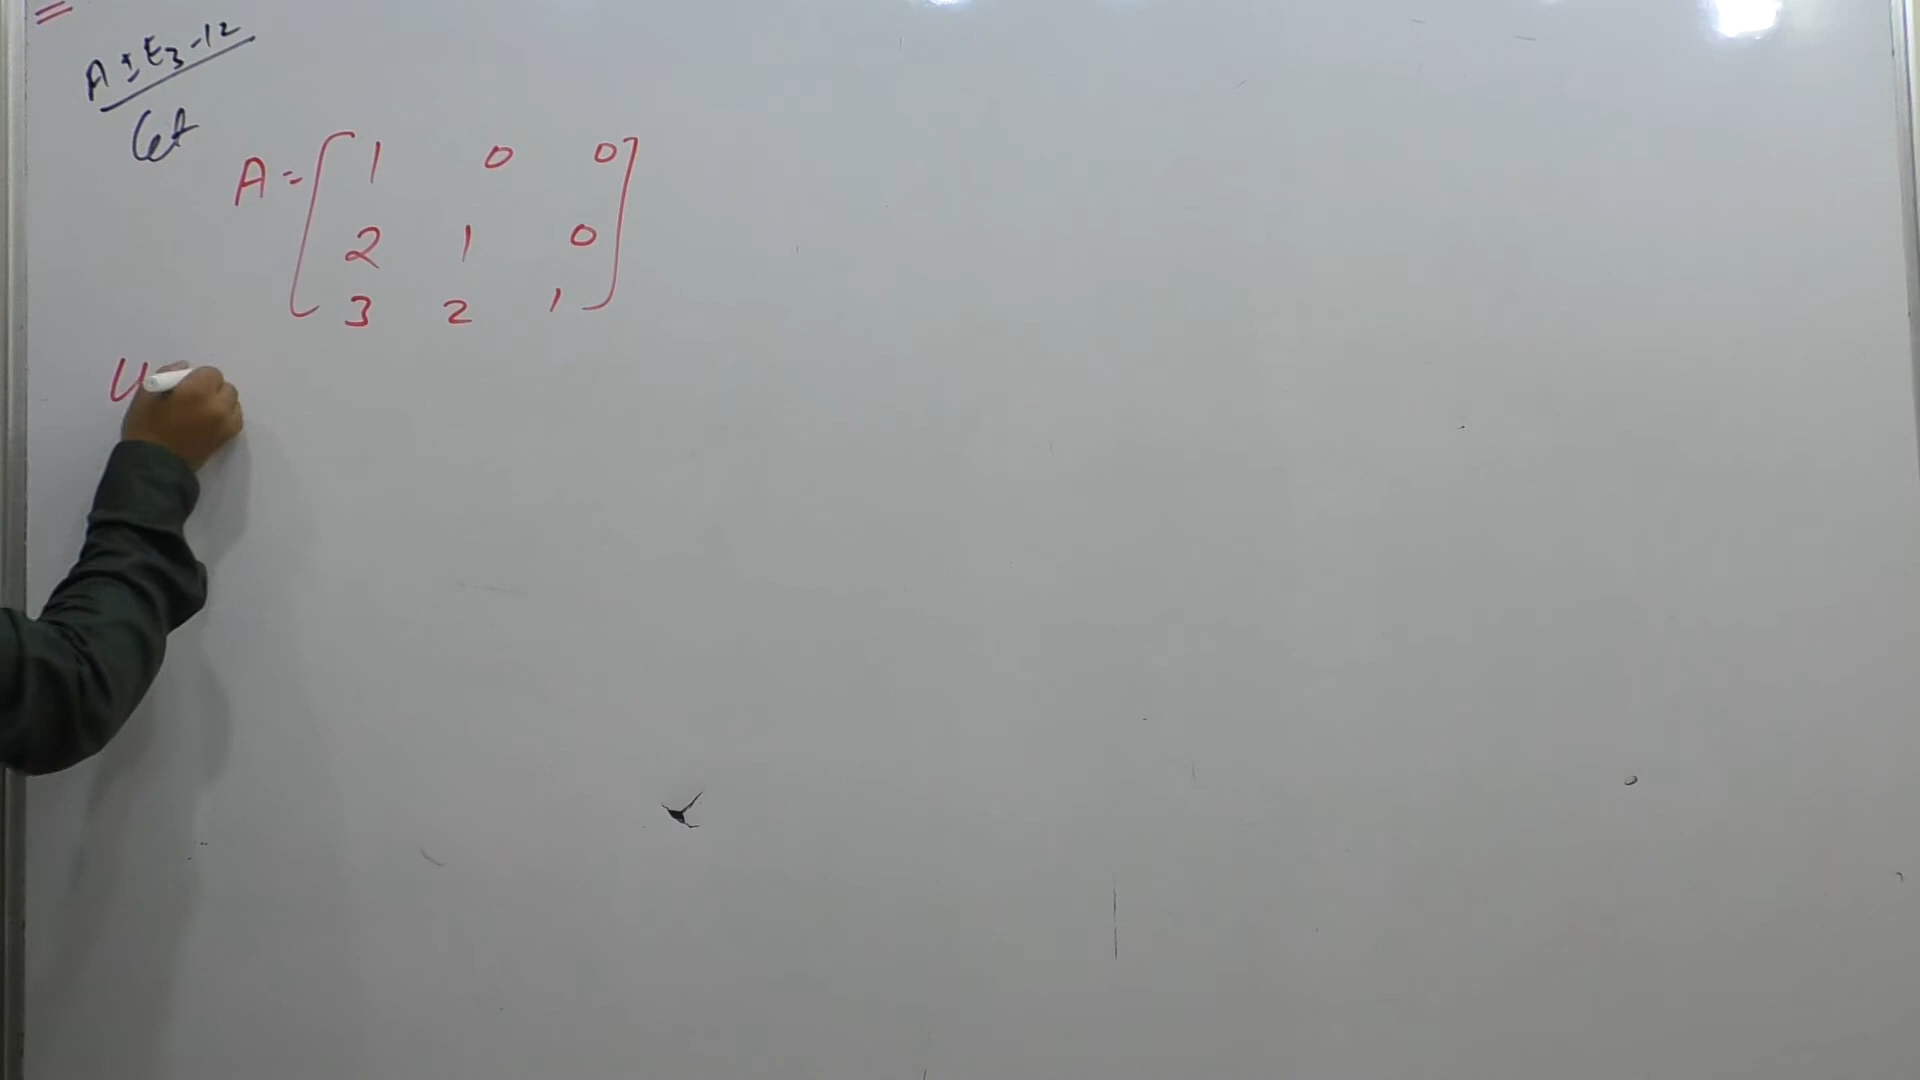 A ± E3-12
Let
A = [ 1 0 0
2 1 0
3 2 1 ]
U